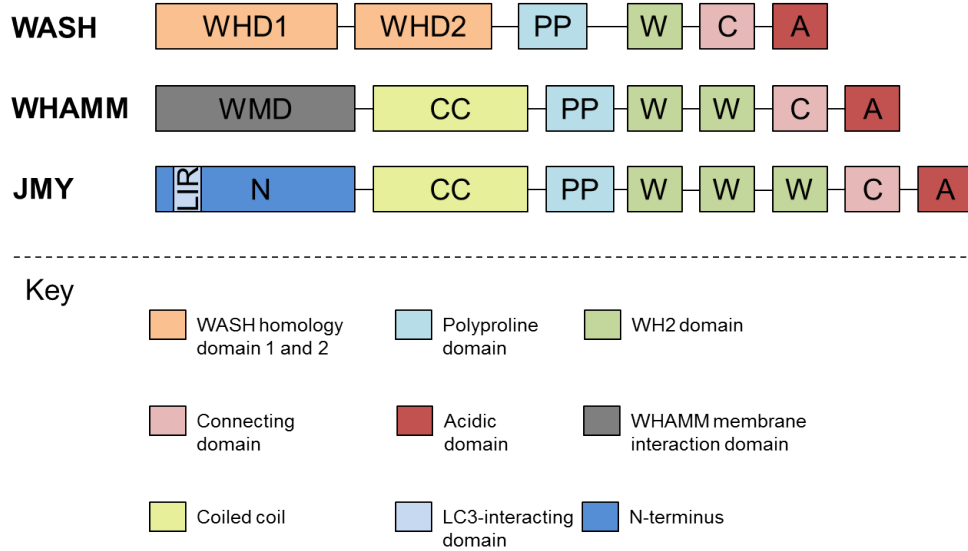 WASH WHD1 WHD2 PP W C A
WHAMM WMD CC PP W W C A
JMY LIR N CC PP W W W C A
Key
WASH homology
domain 1 and 2
Polyproline
domain
WH2 domain
Connecting
domain
Acidic
domain
WHAMM membrane
interaction domain
Coiled coil
LC3-interacting
domain
N-terminus